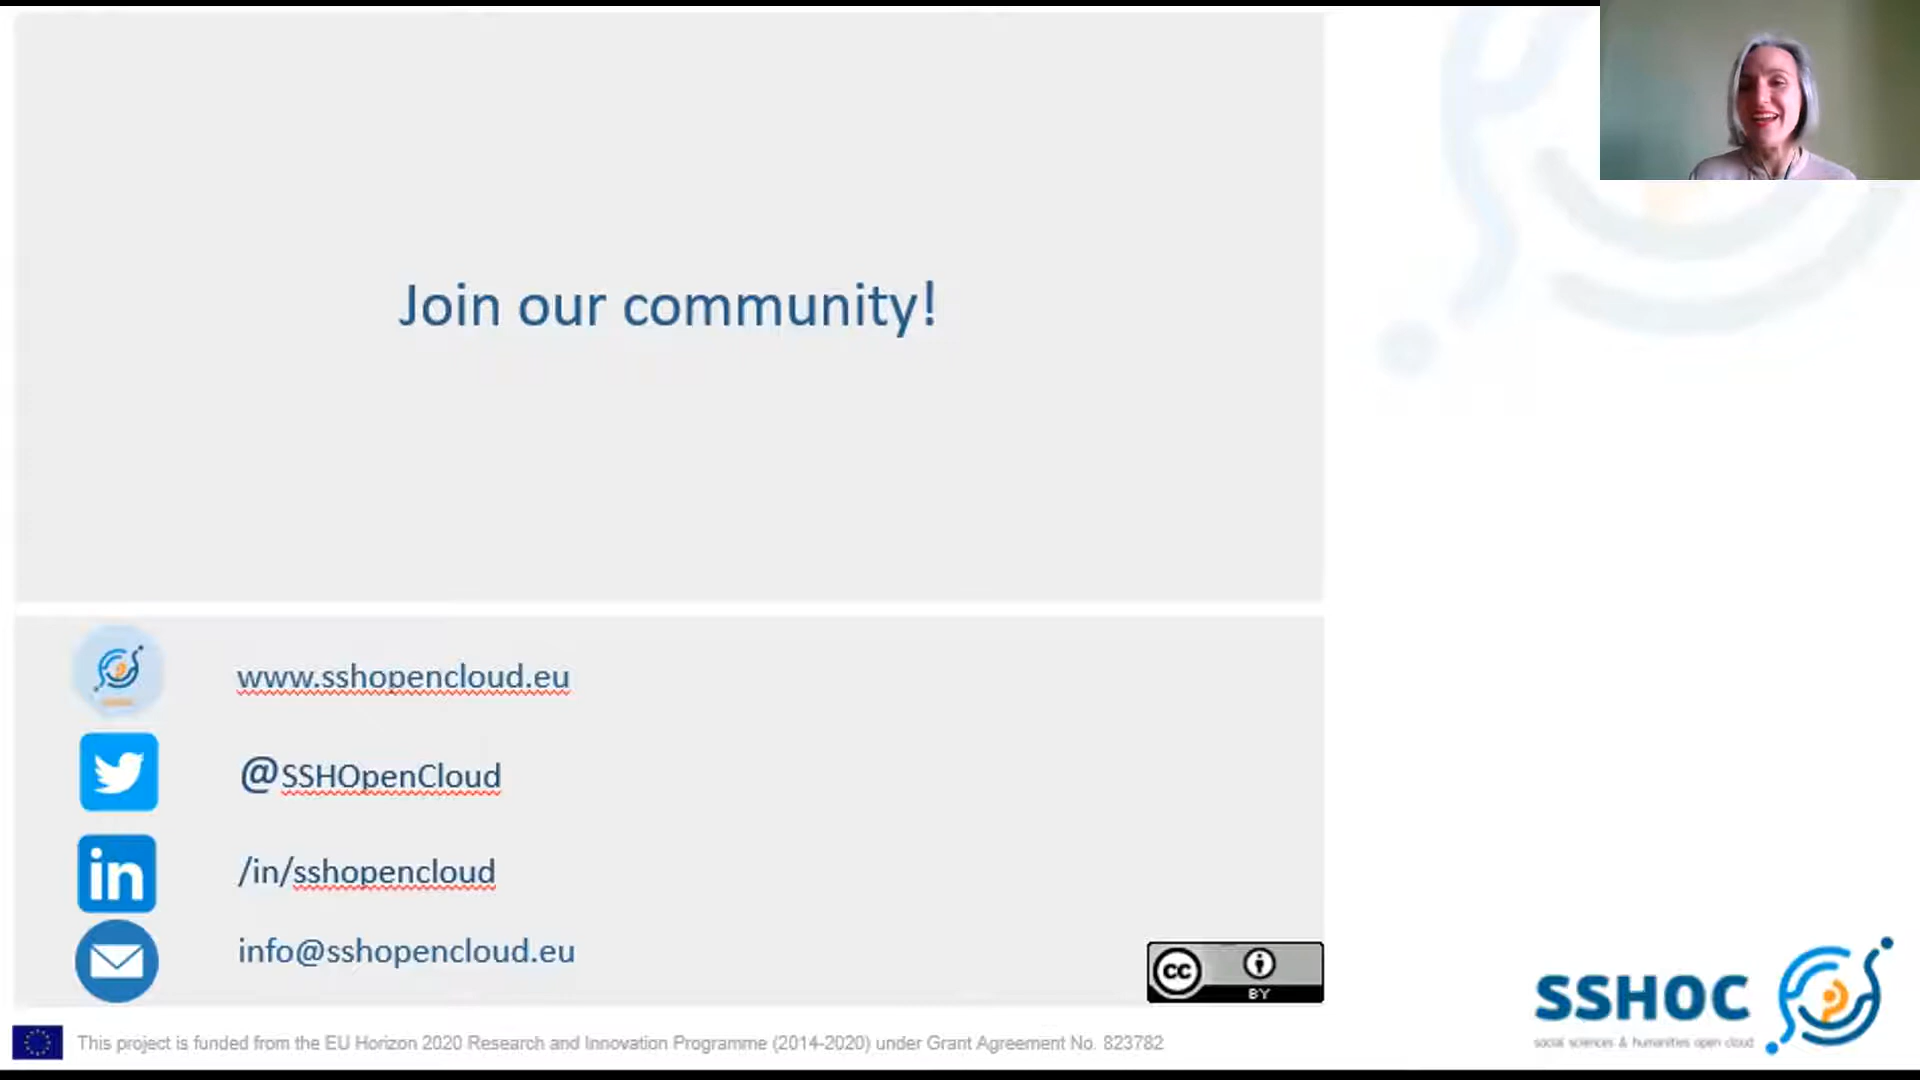 Join our community!
www.sshopencloud.eu
@SSHOpenCloud
in
/in/sshopencloud
info@sshopencloud.eu
cc
BY
This project is funded from the EU Horizon 2020 Research and Innovation Programme (2014-2020) under Grant Agreement No. 823782
SSHOC
social sciences & humanities open cloud